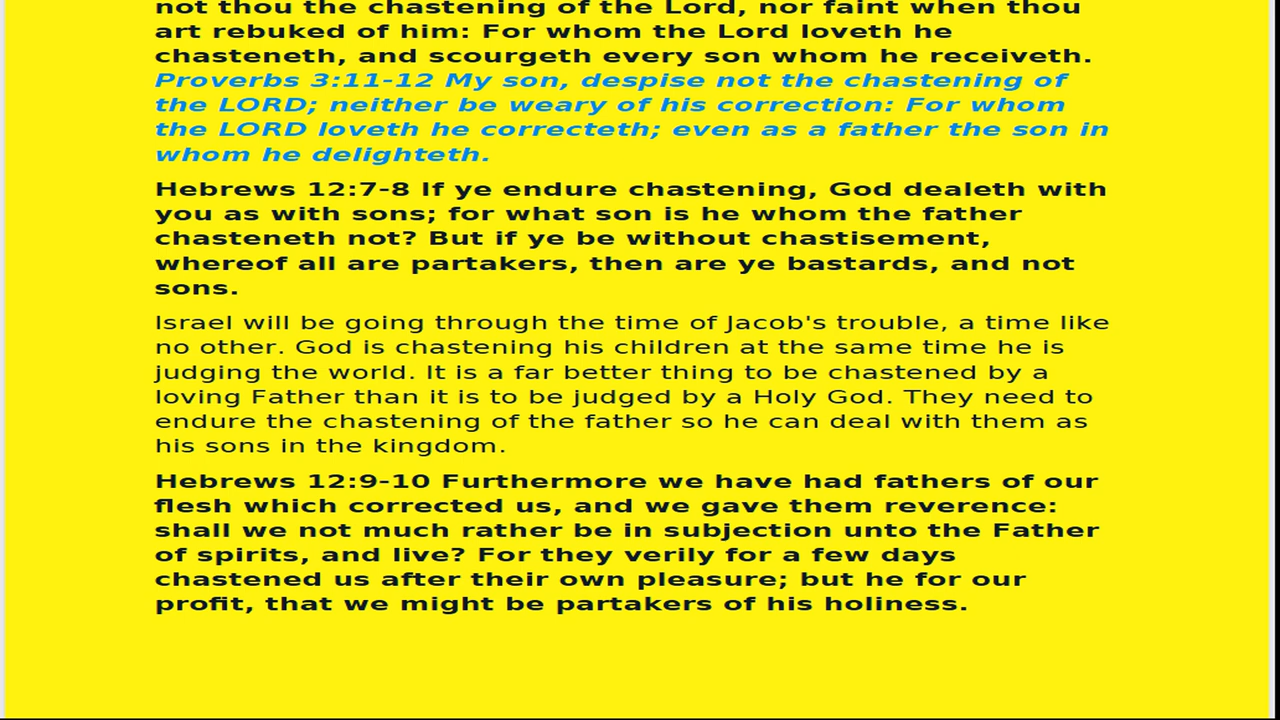 not thou the chastening of the Lord, nor faint when thou
art rebuked of him: For whom the Lord loveth he
chasteneth, and scourgeth every son whom he receiveth.
Proverbs 3:11-12 My son, despise not the chastening of
the LORD; neither be weary of his correction: For whom
the LORD loveth he correcteth; even as a father the son in
whom he delighteth.
Hebrews 12:7-8 If ye endure chastening, God dealeth with
you as with sons; for what son is he whom the father
chasteneth not? But if ye be without chastisement,
whereof all are partakers, then are ye bastards, and not
sons.
Israel will be going through the time of Jacob's trouble, a time like
no other. God is chastening his children at the same time he is
judging the world. It is a far better thing to be chastened by a
loving Father than it is to be judged by a Holy God. They need to
endure the chastening of the father so he can deal with them as
his sons in the kingdom.
Hebrews 12:9-10 Furthermore we have had fathers of our
flesh which corrected us, and we gave them reverence:
shall we not much rather be in subjection unto the Father
of spirits, and live? For they verily for a few days
chastened us after their own pleasure; but he for our
profit, that we might be partakers of his holiness.